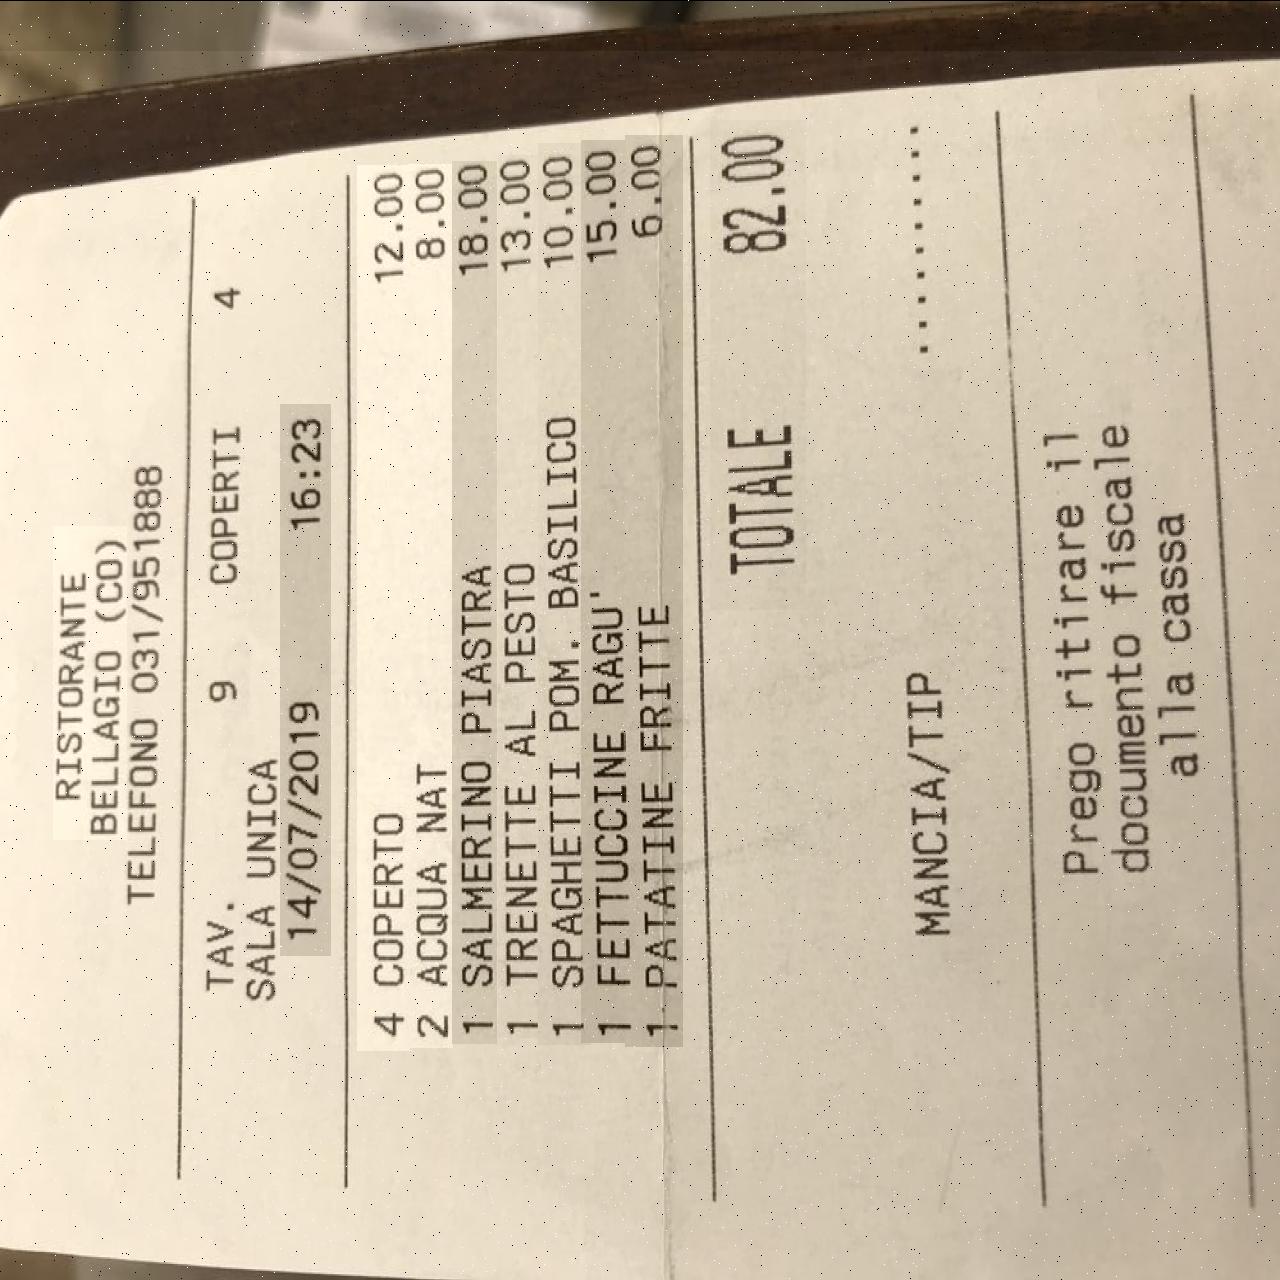 RISTORANTE
BELLAGIO (CO)
TELEFONO 031/951888
TAV. 9 COPERTI 4
SALA UNICA
14/07/2019 16:23
4 COPERTO 12.00
2 ACQUA NAT 8.00
1 SALMERINO PIASTRA 18.00
1 TRENETTE AL PESTO 13.00
1 SPAGHETTI POM. BASILICO 10.00
1 FETTUCCINE RAGU' 15.00
1 PATATINE FRITTE 6.00
TOTALE 82.00
MANCIA/TIP ..........
Prego ritirare il
documento fiscale
alla cassa